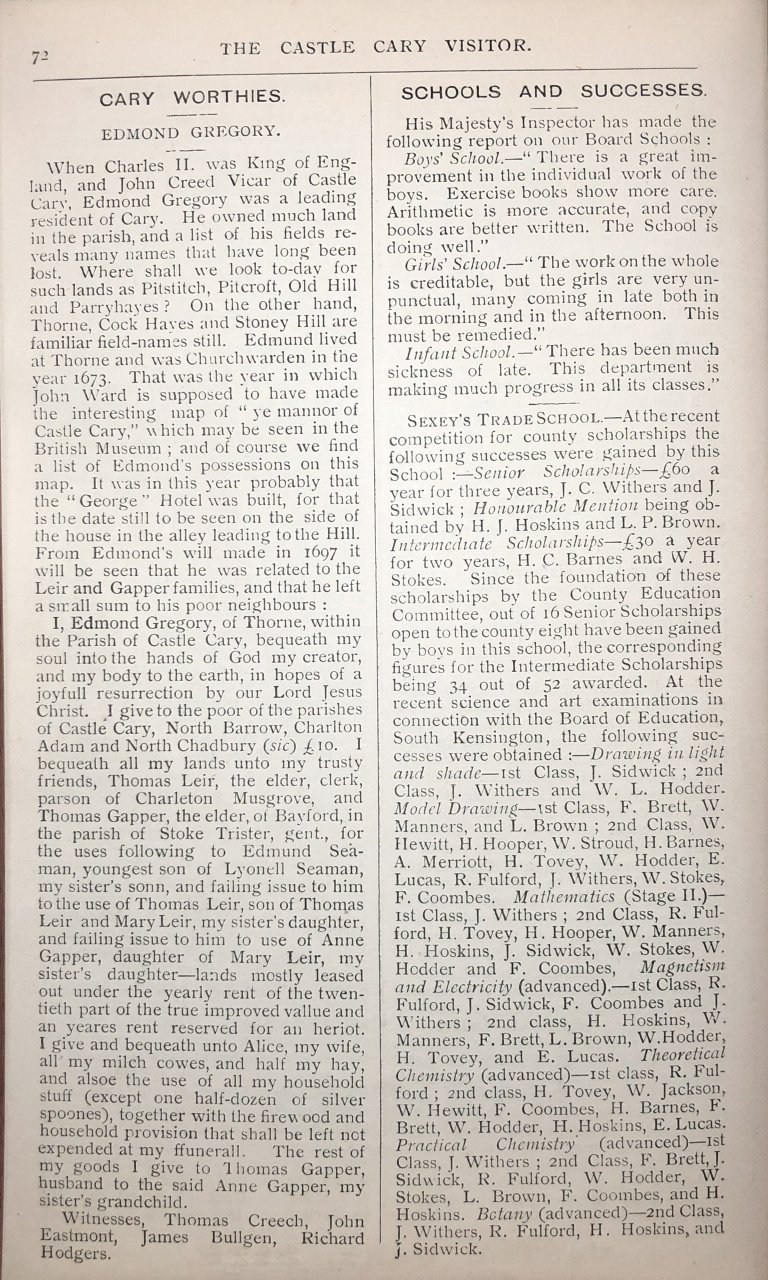 72
THE CASTLE CARY VISITOR.
CARY WORTHIES.
EDMOND GREGORY.
When Charles II. was King of Eng-
land, and John Creed Vicar of Castle
Cary, Edmond Gregory was a leading
resident of Cary. He owned much land
in the parish, and a list of his fields re-
veals many names that have long been
lost. Where shall we look to-day for
such lands as Pitstitch, Pitcroft, Old Hill
and Parryhayes? On the other hand,
Thorne, Cock Hayes and Stoney Hill are
familiar field-names still. Edmund lived
at Thorne and was Churchwarden in the
year 1673. That was the year in which
John Ward is supposed to have made
the interesting map of "ye mannor of
Castle Cary," which may be seen in the
British Museum; and of course we find
a list of Edmond's possessions on this
map. It was in this year probably that
the "George" Hotel was built, for that
is the date still to be seen on the side of
the house in the alley leading to the Hill.
From Edmond's will made in 1697 it
will be seen that he was related to the
Leir and Gapper families, and that he left
a small sum to his poor neighbours :
I, Edmond Gregory, of Thorne, within
the Parish of Castle Cary, bequeath my
soul into the hands of God my creator,
and my body to the earth, in hopes of a
joyfull resurrection by our Lord Jesus
Christ. I give to the poor of the parishes
of Castle Cary, North Barrow, Charlton
Adam and North Chadbury (sic) £10. I
bequeath all my lands unto my trusty
friends, Thomas Leir, the elder, clerk,
parson of Charleton Musgrove, and
Thomas Gapper, the elder, of Bayford, in
the parish of Stoke Trister, gent., for
the uses following to Edmund Sea-
man, youngest son of Lyonell Seaman,
my sister's sonn, and failing issue to him
to the use of Thomas Leir, son of Thomas
Leir and Mary Leir, my sister's daughter,
and failing issue to him to use of Anne
Gapper, daughter of Mary Leir, my
sister's daughter—lands mostly leased
out under the yearly rent of the twen-
tieth part of the true improved vallue and
an yeares rent reserved for an heriot.
I give and bequeath unto Alice, my wife,
all my milch cowes, and half my hay,
and alsoe the use of all my household
stuff (except one half-dozen of silver
spoones), together with the firewood and
household provision that shall be left not
expended at my ffunerall. The rest of
my goods I give to Thomas Gapper,
husband to the said Anne Gapper, my
sister's grandchild.
Witnesses, Thomas Creech, John
Eastmont, James Bullgen, Richard
Hodgers.
SCHOOLS AND SUCCESSES.
His Majesty's Inspector has made the
following report on our Board Schools :
Boys' School.—"There is a great im-
provement in the individual work of the
boys. Exercise books show more care.
Arithmetic is more accurate, and copy
books are better written. The School is
doing well."
Girls' School.—"The work on the whole
is creditable, but the girls are very un-
punctual, many coming in late both in
the morning and in the afternoon. This
must be remedied."
Infant School.—"There has been much
sickness of late. This department is
making much progress in all its classes."
SEXEY'S TRADE SCHOOL.—At the recent
competition for county scholarships the
following successes were gained by this
School :—Senior Scholarships—£60 a
year for three years, J. C. Withers and J.
Sidwick; Honourable Mention being ob-
tained by H. J. Hoskins and L. P. Brown.
Intermediate Scholarships—£30 a year
for two years, H. C. Barnes and W. H.
Stokes. Since the foundation of these
scholarships by the County Education
Committee, out of 16 Senior Scholarships
open to the county eight have been gained
by boys in this school, the corresponding
figures for the Intermediate Scholarships
being 34 out of 52 awarded. At the
recent science and art examinations in
connection with the Board of Education,
South Kensington, the following suc-
cesses were obtained :—Drawing in light
and shade—1st Class, J. Sidwick; 2nd
Class, J. Withers and W. L. Hodder.
Model Drawing—1st Class, F. Brett, W.
Manners, and L. Brown; 2nd Class, W.
Hewitt, H. Hooper, W. Stroud, H. Barnes,
A. Merriott, H. Tovey, W. Hodder, E.
Lucas, R. Fulford, J. Withers, W. Stokes,
F. Coombes. Mathematics (Stage II.)—
1st Class, J. Withers; 2nd Class, R. Ful-
ford, H. Tovey, H. Hooper, W. Manners,
H. Hoskins, J. Sidwick, W. Stokes, W.
Hodder and F. Coombes, Magnetism
and Electricity (advanced).—1st Class, R.
Fulford, J. Sidwick, F. Coombes and J.
Withers; 2nd class, H. Hoskins, W.
Manners, F. Brett, L. Brown, W. Hodder,
H. Tovey, and E. Lucas. Theoretical
Chemistry (advanced)—1st class, R. Ful-
ford; 2nd class, H. Tovey, W. Jackson,
W. Hewitt, F. Coombes, H. Barnes, F.
Brett, W. Hodder, H. Hoskins, E. Lucas.
Practical Chemistry (advanced)—1st
Class, J. Withers; 2nd Class, F. Brett, J.
Sidwick, R. Fulford, W. Hodder, W.
Stokes, L. Brown, F. Coombes, and H.
Hoskins. Botany (advanced)—2nd Class,
J. Withers, R. Fulford, H. Hoskins, and
J. Sidwick.